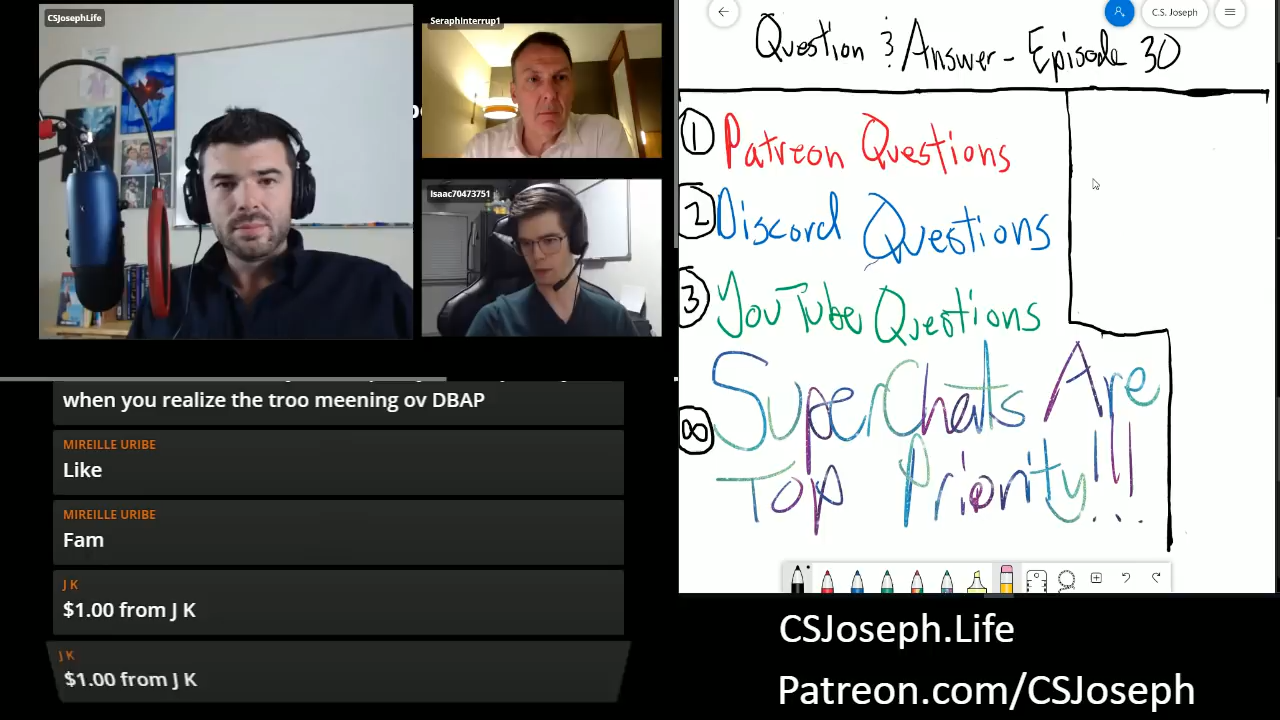 CSJosephLife
SeraphInterrup1
Isaac70473751
when you realize the troo meening ov DBAP
MIREILLE URIBE
Like
MIREILLE URIBE
Fam
J K
$1.00 from J K
J K
$1.00 from J K
C.S. Joseph
Question & Answer - Episode 30
1 Patreon Questions
2 Discord Questions
3 YouTube Questions
∞ SuperChats Are
Top Priority!!!
CSJoseph.Life
Patreon.com/CSJoseph